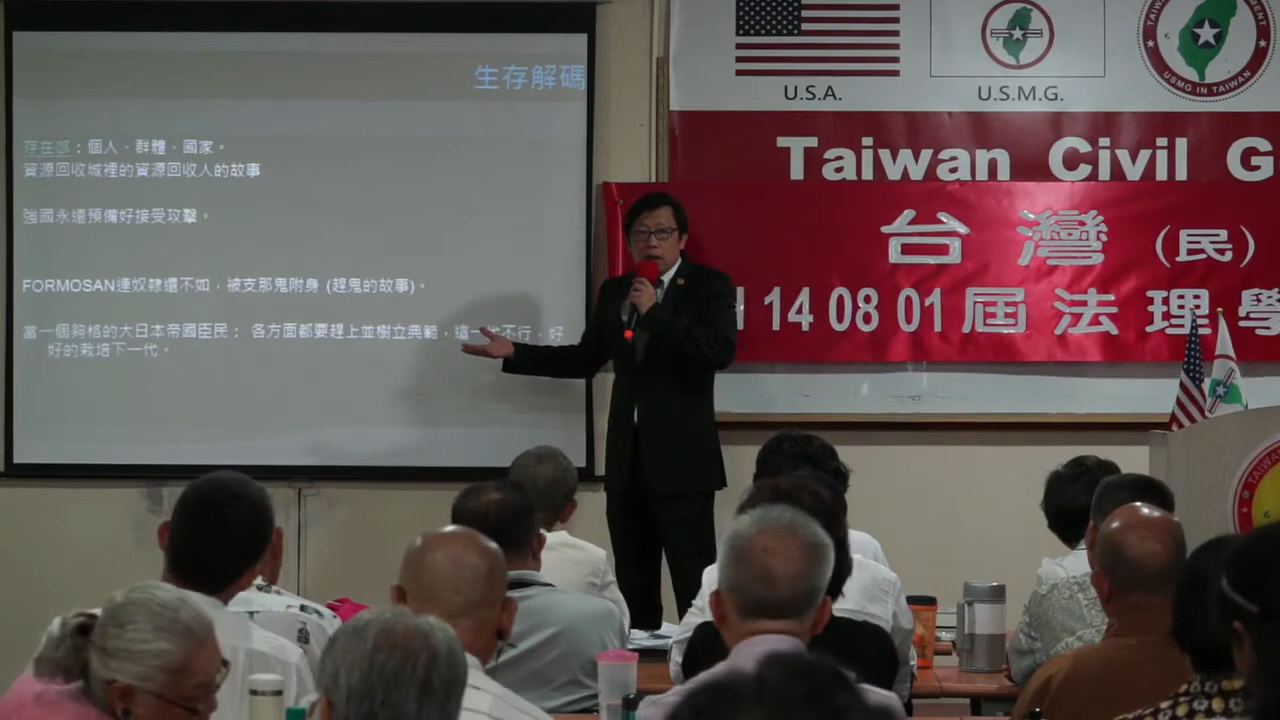 生存解碼
存在感：個人、群體、國家。
資源回收城裡的資源回收人的故事
強國永遠預備好接受攻擊。
FORMOSAN連奴隸還不如，被支那鬼附身 (趕鬼的故事)。
當一個夠格的大日本帝國臣民： 各方面都要趕上並樹立典範，這一代不行，好
好的栽培下一代。
U.S.A.
U.S.M.G.
USMG IN TAIWAN
Taiwan Civil G
台 灣 (民)
14 08 01 屆 法 理 學
TAIWAN